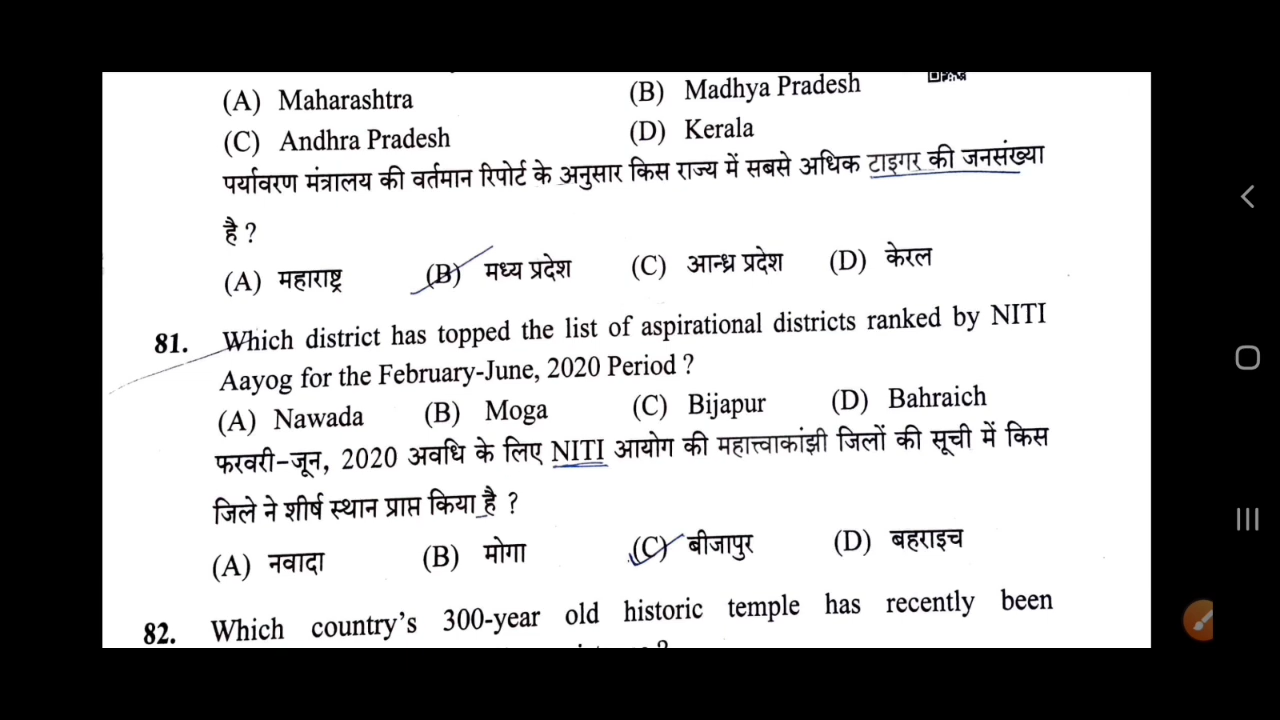 (A) Maharashtra (B) Madhya Pradesh
(C) Andhra Pradesh (D) Kerala
पर्यावरण मंत्रालय की वर्तमान रिपोर्ट के अनुसार किस राज्य में सबसे अधिक टाइगर की जनसंख्या
है ?
(A) महाराष्ट्र (B) मध्य प्रदेश (C) आन्ध्र प्रदेश (D) केरल
81. Which district has topped the list of aspirational districts ranked by NITI
Aayog for the February-June, 2020 Period ?
(A) Nawada (B) Moga (C) Bijapur (D) Bahraich
फरवरी-जून, 2020 अवधि के लिए NITI आयोग की महात्त्वाकांझी जिलों की सूची में किस
जिले ने शीर्ष स्थान प्राप्त किया है ?
(A) नवादा (B) मोगा (C) बीजापुर (D) बहराइच
82. Which country's 300-year old historic temple has recently been